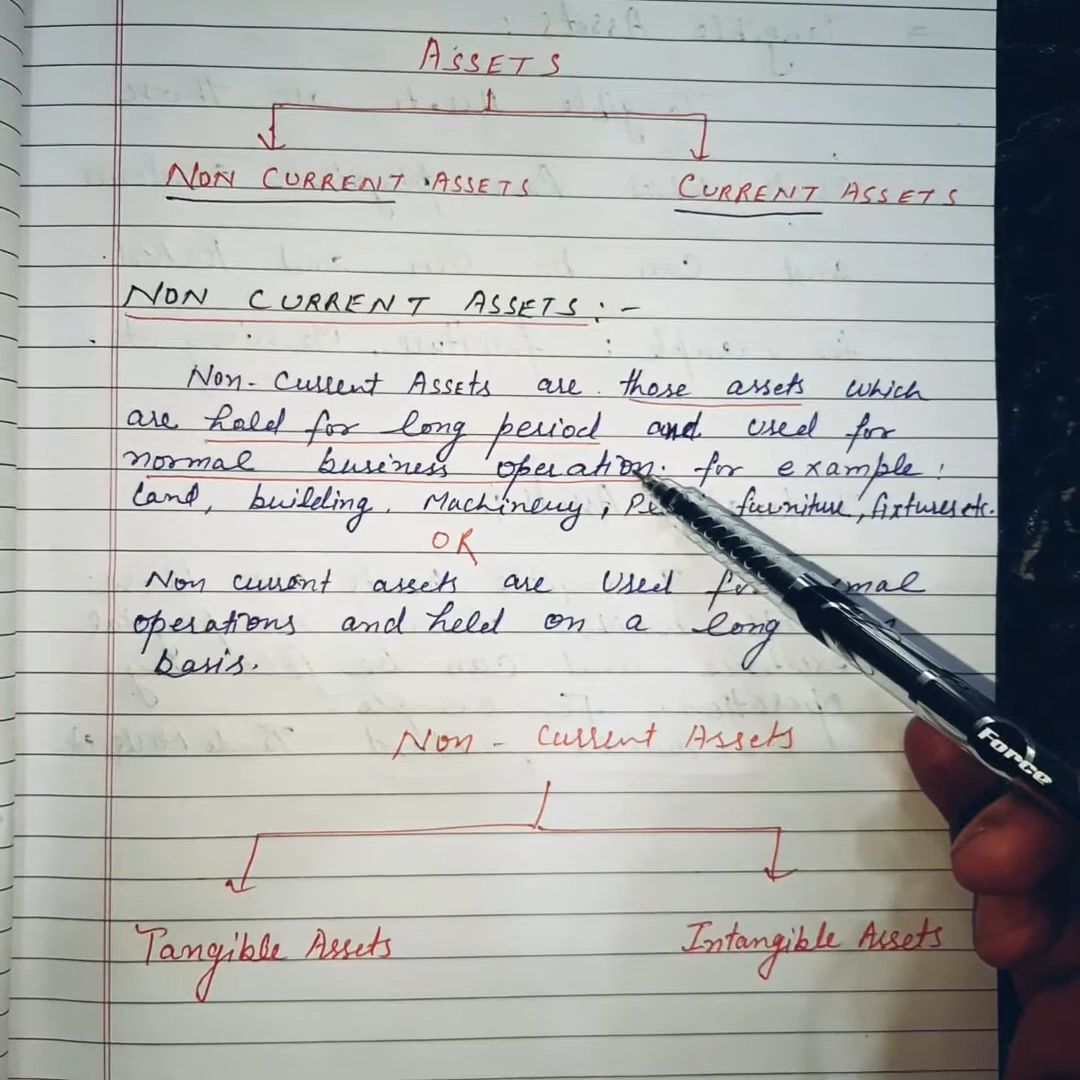 ASSETS
NON CURRENT ASSETS
CURRENT ASSETS
NON CURRENT ASSETS :-
Non-Current Assets are those assets which
are hold for long period and used for
normal business operation. for example :
land, building, Machinery, furniture, fixtures etc.
OR
Non current assets are used
operations and held on a long
basis.
Non - Current Assets
Tangible Assets
Intangible Assets
Force